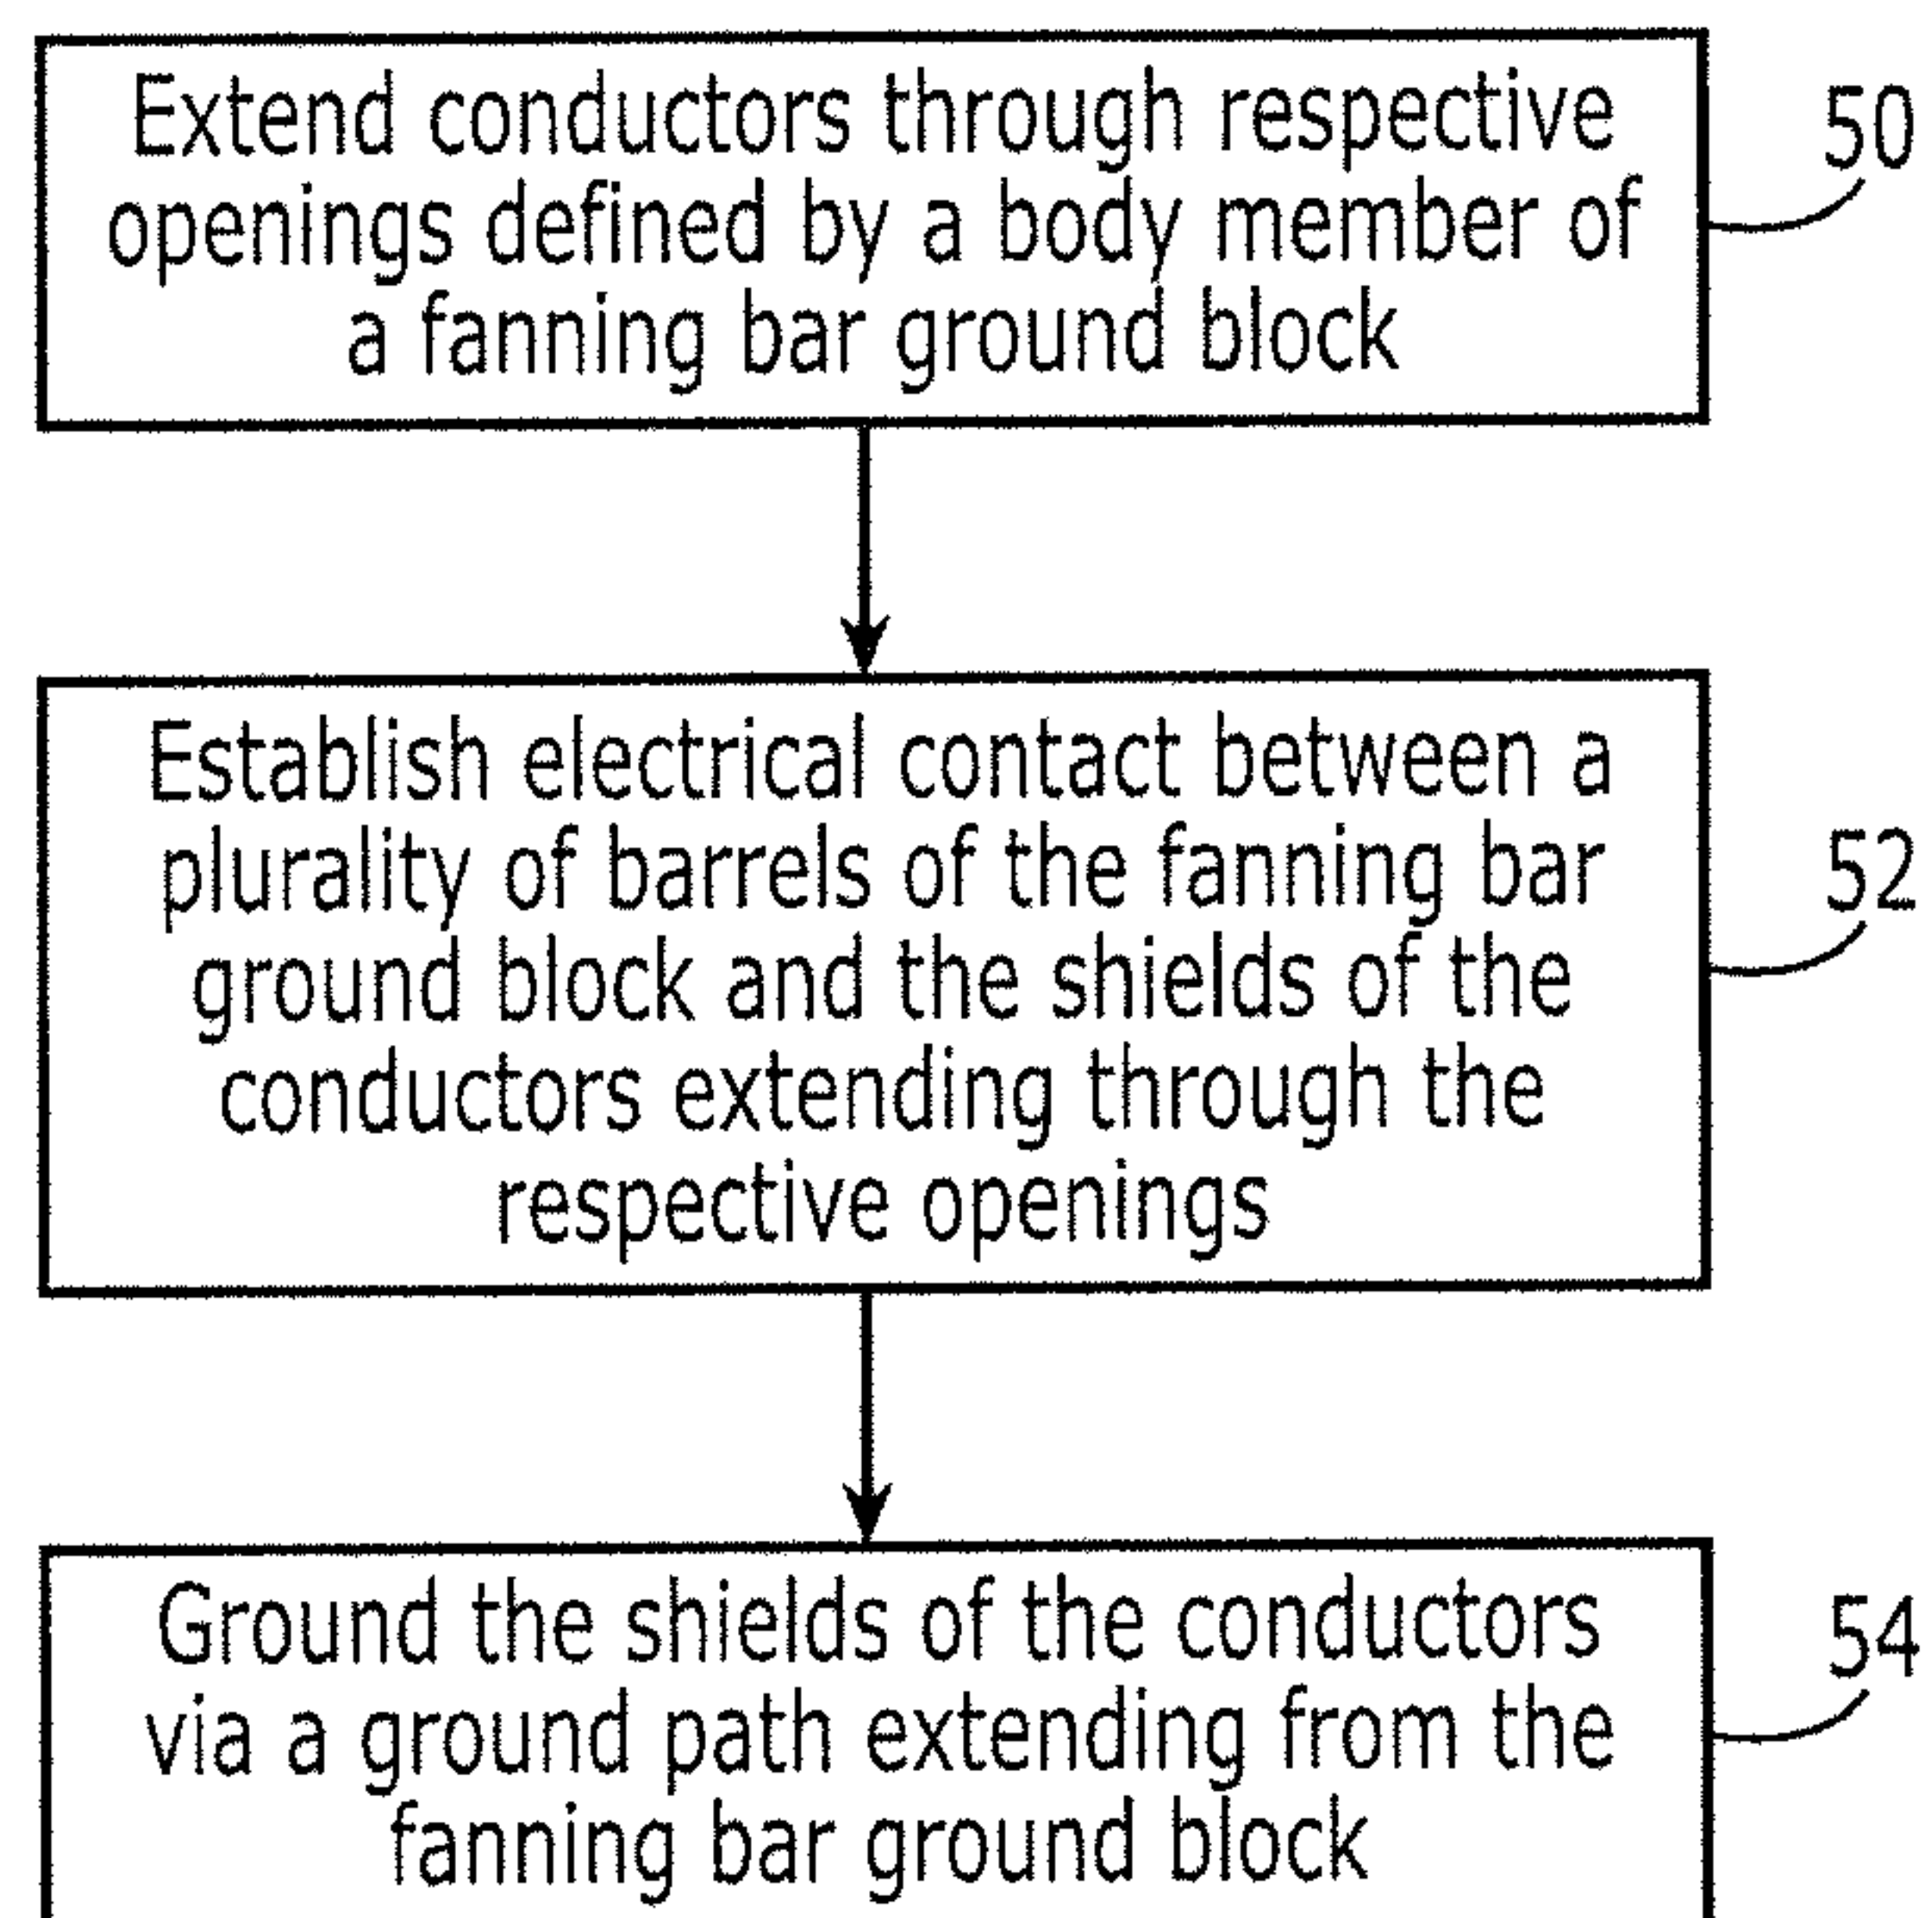 Extend conductors through respective
openings defined by a body member of
a fanning bar ground block
50
Establish electrical contact between a
plurality of barrels of the fanning bar
ground block and the shields of the
conductors extending through the
respective openings
52
Ground the shields of the conductors
via a ground path extending from the
fanning bar ground block
54